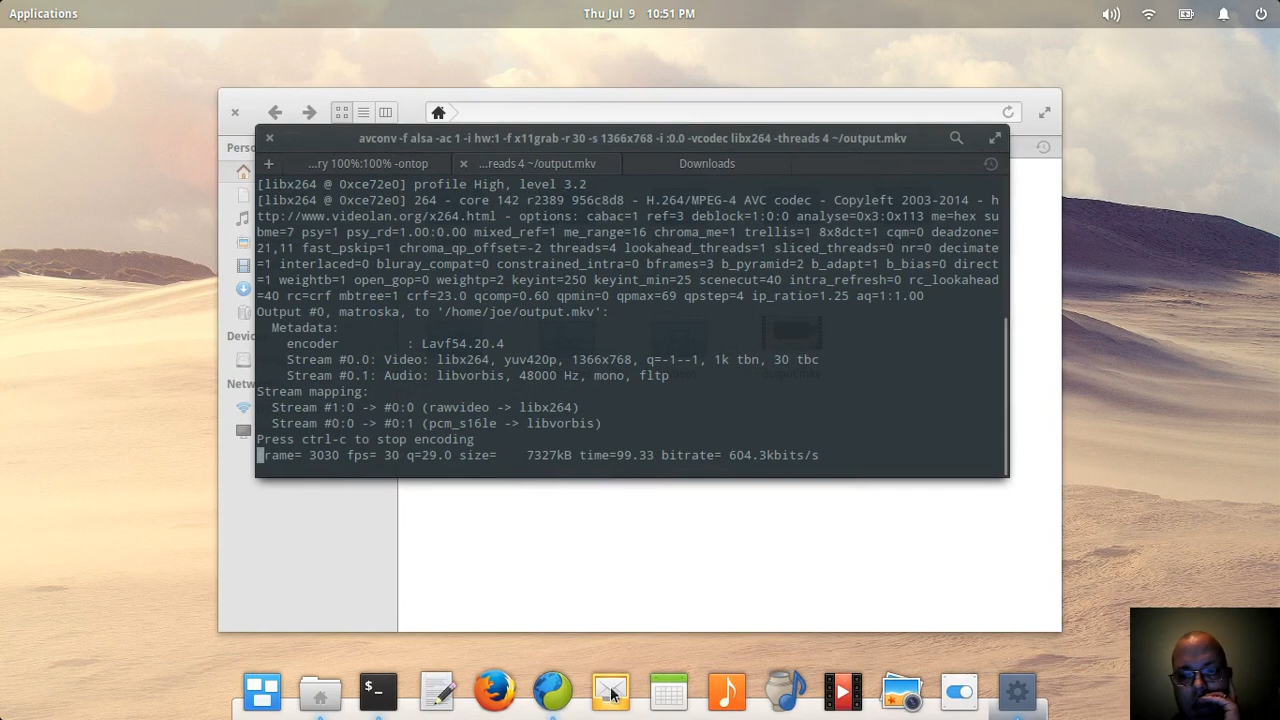 Applications
Thu Jul 9 10:51 PM
avconv -f alsa -ac 1 -i hw:1 -f x11grab -r 30 -s 1366x768 -i :0.0 -vcodec libx264 -threads 4 ~/output.mkv
Perso
...ry 100%:100% -ontop
...reads 4 ~/output.mkv
Downloads
[libx264 @ 0xce72e0] profile High, level 3.2
[libx264 @ 0xce72e0] 264 - core 142 r2389 956c8d8 - H.264/MPEG-4 AVC codec - Copyleft 2003-2014 - h
ttp://www.videolan.org/x264.html - options: cabac=1 ref=3 deblock=1:0:0 analyse=0x3:0x113 me=hex su
bme=7 psy=1 psy_rd=1.00:0.00 mixed_ref=1 me_range=16 chroma_me=1 trellis=1 8x8dct=1 cqm=0 deadzone=
21,11 fast_pskip=1 chroma_qp_offset=-2 threads=4 lookahead_threads=1 sliced_threads=0 nr=0 decimate
=1 interlaced=0 bluray_compat=0 constrained_intra=0 bframes=3 b_pyramid=2 b_adapt=1 b_bias=0 direct
=1 weightb=1 open_gop=0 weightp=2 keyint=250 keyint_min=25 scenecut=40 intra_refresh=0 rc_lookahead
=40 rc=crf mbtree=1 crf=23.0 qcomp=0.60 qpmin=0 qpmax=69 qpstep=4 ip_ratio=1.25 aq=1:1.00
Output #0, matroska, to '/home/joe/output.mkv':
Metadata:
encoder : Lavf54.20.4
Stream #0.0: Video: libx264, yuv420p, 1366x768, q=-1--1, 1k tbn, 30 tbc
Stream #0.1: Audio: libvorbis, 48000 Hz, mono, fltp
Stream mapping:
Stream #1:0 -> #0:0 (rawvideo -> libx264)
Stream #0:0 -> #0:1 (pcm_s16le -> libvorbis)
Press ctrl-c to stop encoding
rame= 3030 fps= 30 q=29.0 size= 7327kB time=99.33 bitrate= 604.3kbits/s
Devic
Netw